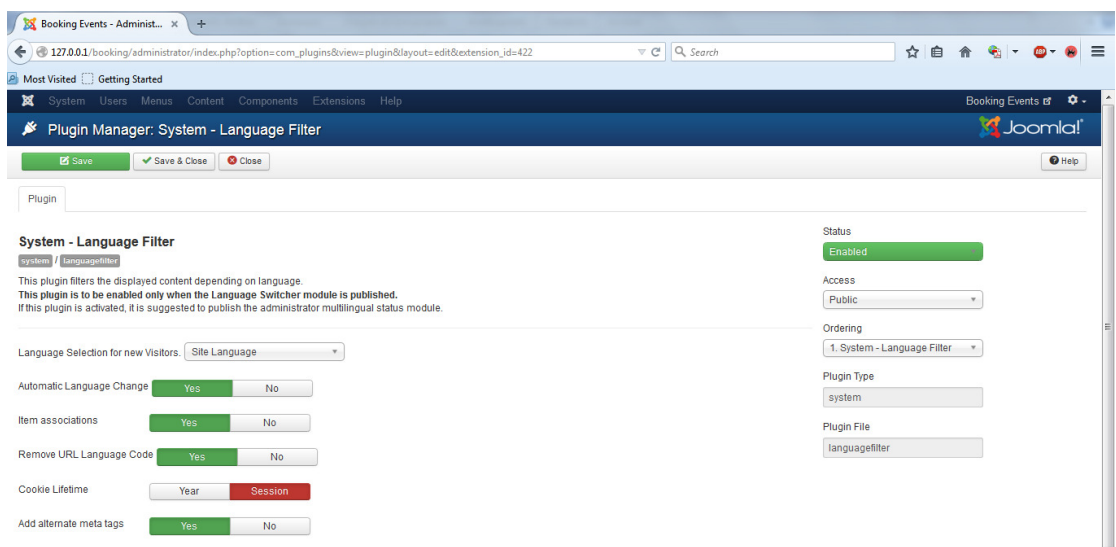 Booking Events - Administ... × +
127.0.0.1/booking/administrator/index.php?option=com_plugins&view=plugin&layout=edit&extension_id=422 Search
Most Visited Getting Started
System Users Menus Content Components Extensions Help Booking Events
Plugin Manager: System - Language Filter Joomla!
Save Save & Close Close Help
Plugin
System - Language Filter
system / languagefilter
This plugin filters the displayed content depending on language.
This plugin is to be enabled only when the Language Switcher module is published.
If this plugin is activated, it is suggested to publish the administrator multilingual status module.
Language Selection for new Visitors. Site Language
Automatic Language Change Yes No
Item associations Yes No
Remove URL Language Code Yes No
Cookie Lifetime Year Session
Add alternate meta tags Yes No
Status
Enabled
Access
Public
Ordering
1. System - Language Filter
Plugin Type
system
Plugin File
languagefilter